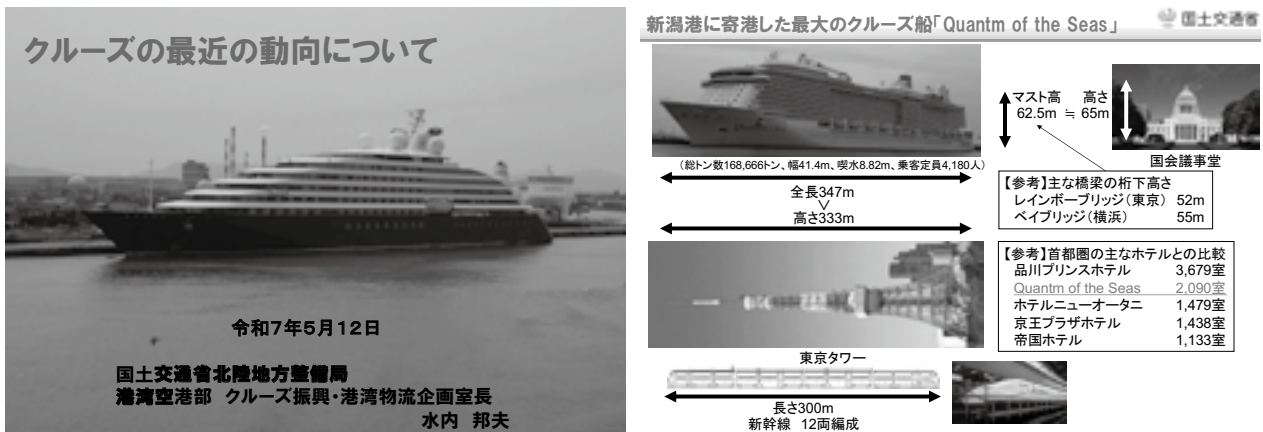 クルーズの最近の動向について
令和7年5月12日
国土交通省北陸地方整備局
港湾空港部 クルーズ振興・港湾物流企画室長
水内 邦夫
新潟港に寄港した最大のクルーズ船「Quantm of the Seas」
国土交通省
(総トン数168,666トン、幅41.4m、喫水8.82m、乗客定員4,180人)
全長347m
∨
高さ333m
東京タワー
長さ300m
新幹線 12両編成
マスト高 高さ
62.5m ≒ 65m
国会議事堂
【参考】主な橋梁の桁下高さ
レインボーブリッジ(東京) 52m
ベイブリッジ(横浜) 55m
【参考】首都圏の主なホテルとの比較
品川プリンスホテル 3,679室
Quantm of the Seas 2,090室
ホテルニューオータニ 1,479室
京王プラザホテル 1,438室
帝国ホテル 1,133室